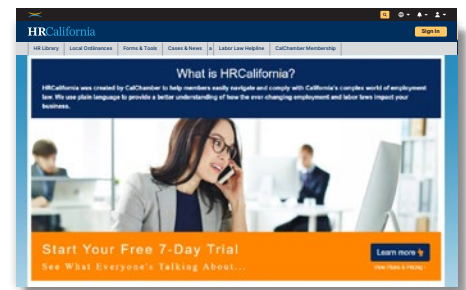 HRCalifornia
Sign In
HR Library Local Ordinances Forms & Tools Cases & News a Labor Law Helpline CalChamber Membership
What is HRCalifornia?
HRCalifornia was created by CalChamber to help members easily navigate and comply with California's complex world of employment
law. We use plain language to provide a better understanding of how the ever-changing employment and labor laws impact your
business.
Start Your Free 7-Day Trial
Learn more
See What Everyone's Talking About...
View Plans & Pricing ›